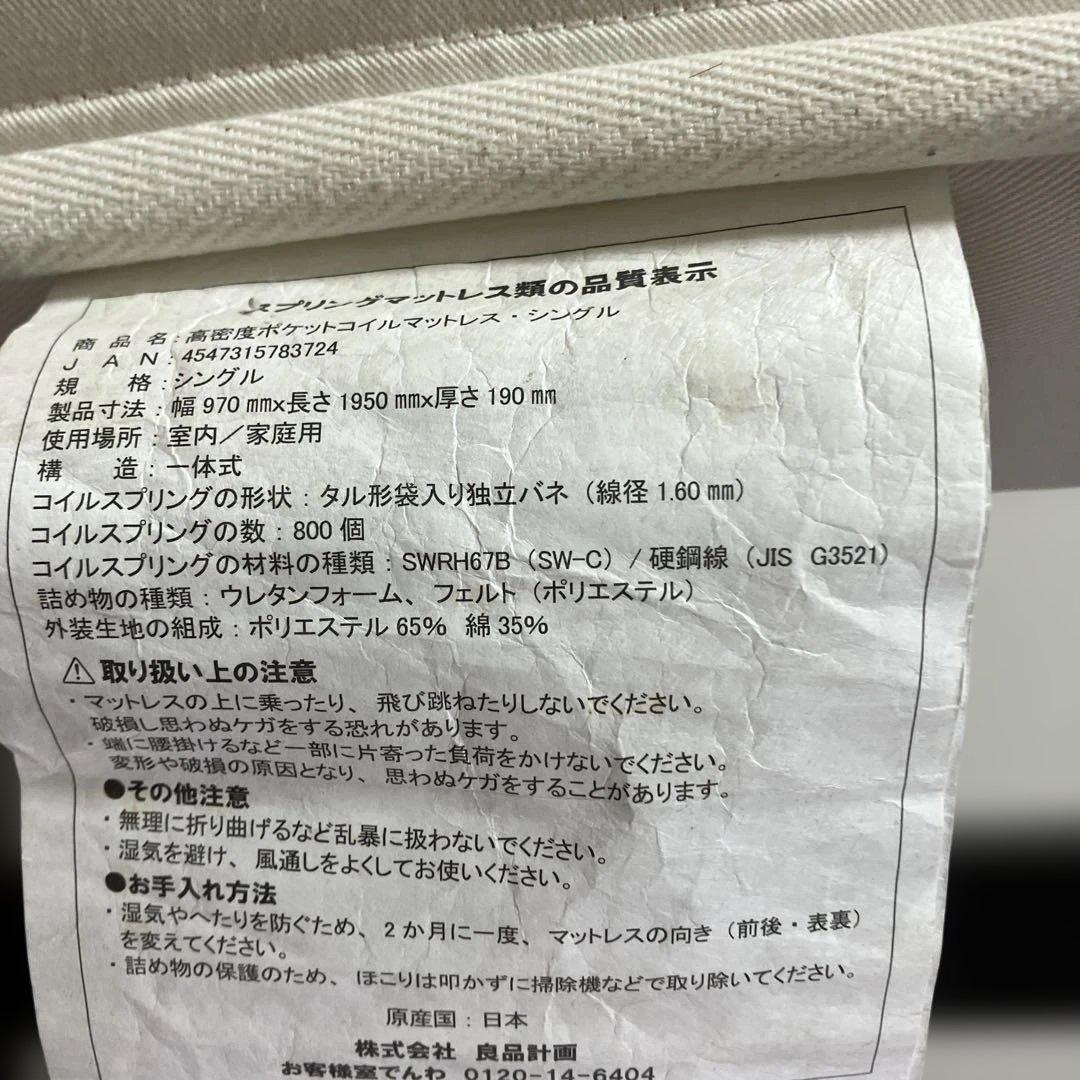 スプリングマットレス類の品質表示
商品名：高密度ポケットコイルマットレス・シングル
JAN：4547315783724
規格：シングル
製品寸法：幅970㎜x長さ1950㎜x厚さ190㎜
使用場所：室内／家庭用
構造：一体式
コイルスプリングの形状：タル形袋入り独立バネ（線径1.60㎜）
コイルスプリングの数：800個
コイルスプリングの材料の種類：SWRH67B（SW-C）/硬鋼線（JIS G3521）
詰め物の種類：ウレタンフォーム、フェルト（ポリエステル）
外装生地の組成：ポリエステル65% 綿35%
⚠取り扱い上の注意
・マットレスの上に乗ったり、飛び跳ねたりしないでください。
破損し思わぬケガをする恐れがあります。
・端に腰掛けるなど一部に片寄った負荷をかけないでください。
変形や破損の原因となり、思わぬケガをすることがあります。
●その他注意
・無理に折り曲げるなど乱暴に扱わないでください。
・湿気を避け、風通しをよくしてお使いください。
●お手入れ方法
・湿気やへたりを防ぐため、2か月に一度、マットレスの向き（前後・表裏）
を変えてください。
・詰め物の保護のため、ほこりは叩かずに掃除機などで取り除いてください。
原産国：日本
株式会社 良品計画
お客様室でんわ 0120-14-6404